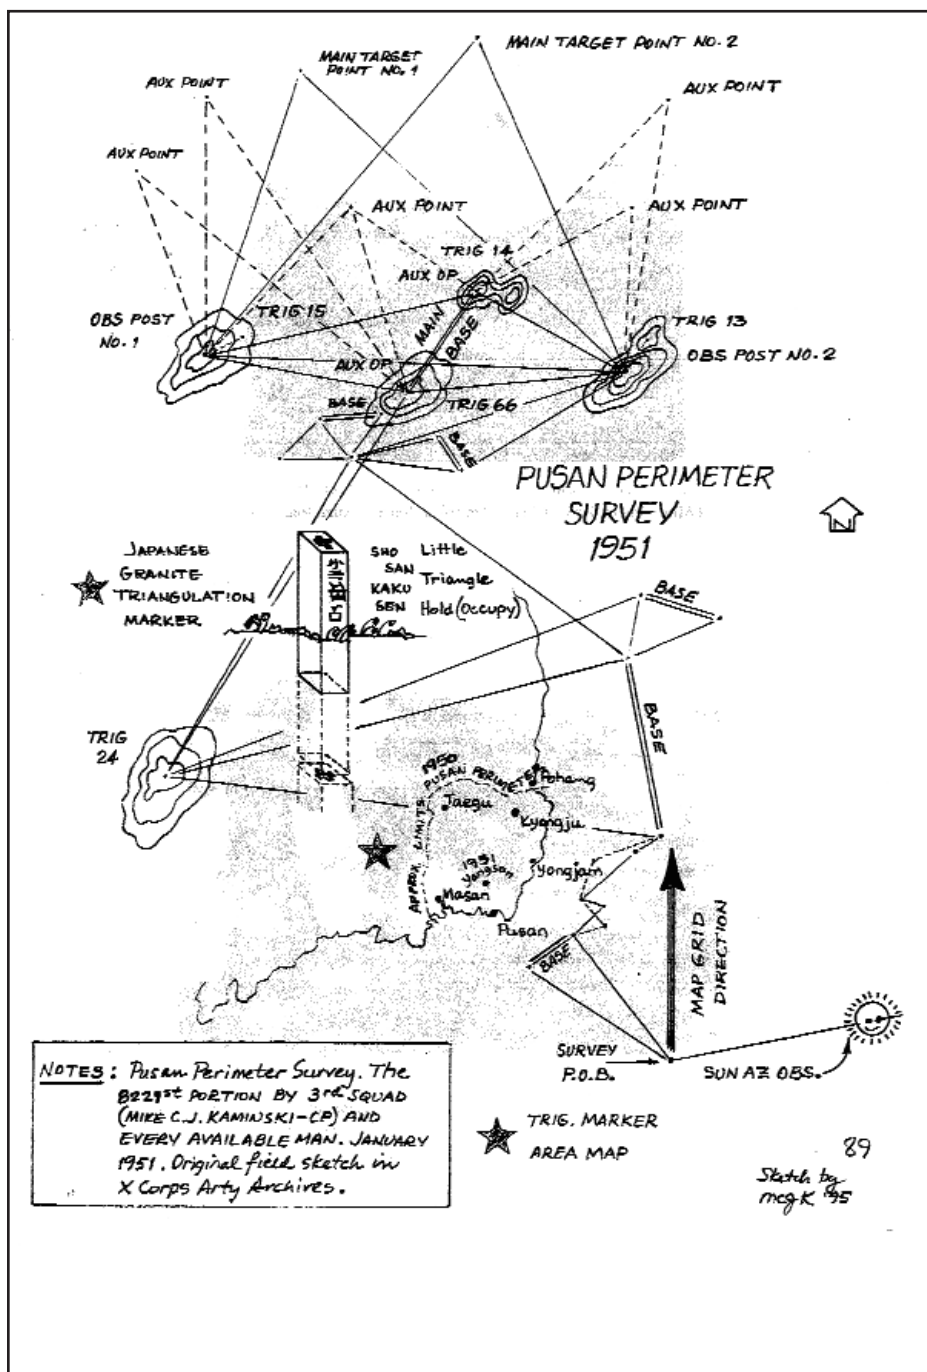 MAIN TARGET POINT NO. 2
MAIN TARGET
POINT NO. 1
AUX POINT
AUX POINT
AUX POINT
AUX POINT
AUX POINT
TRIG 14
AUX OP
MAIN
BASE
TRIG 15
OBS POST
NO. 1
TRIG 13
OBS POST NO. 2
AUX OP
TRIG 66
BASE
BASE
PUSAN PERIMETER
SURVEY
1951
N
JAPANESE
GRANITE
TRIANGULATION
MARKER
SHO Little
SAN
KAKU Triangle
SEN Hold (Occupy)
BASE
BASE
TRIG
24
1950
PUSAN PERIMETER
APPROX LIMITS
Pohang
Taegu
Kyongju
1951
Yongsan
Yongjam
Masan
Pusan
BASE
MAP GRID
DIRECTION
SURVEY
P.O.B.
SUN AZ OBS.
NOTES: Pusan Perimeter Survey. The
8229st PORTION BY 3rd SQUAD
(MIKE C.J. KAMINSKI-CP) AND
EVERY AVAILABLE MAN. JANUARY
1951. Original field sketch in
X Corps Arty Archives.
TRIG. MARKER
AREA MAP
89
Sketch by
mcgK '95